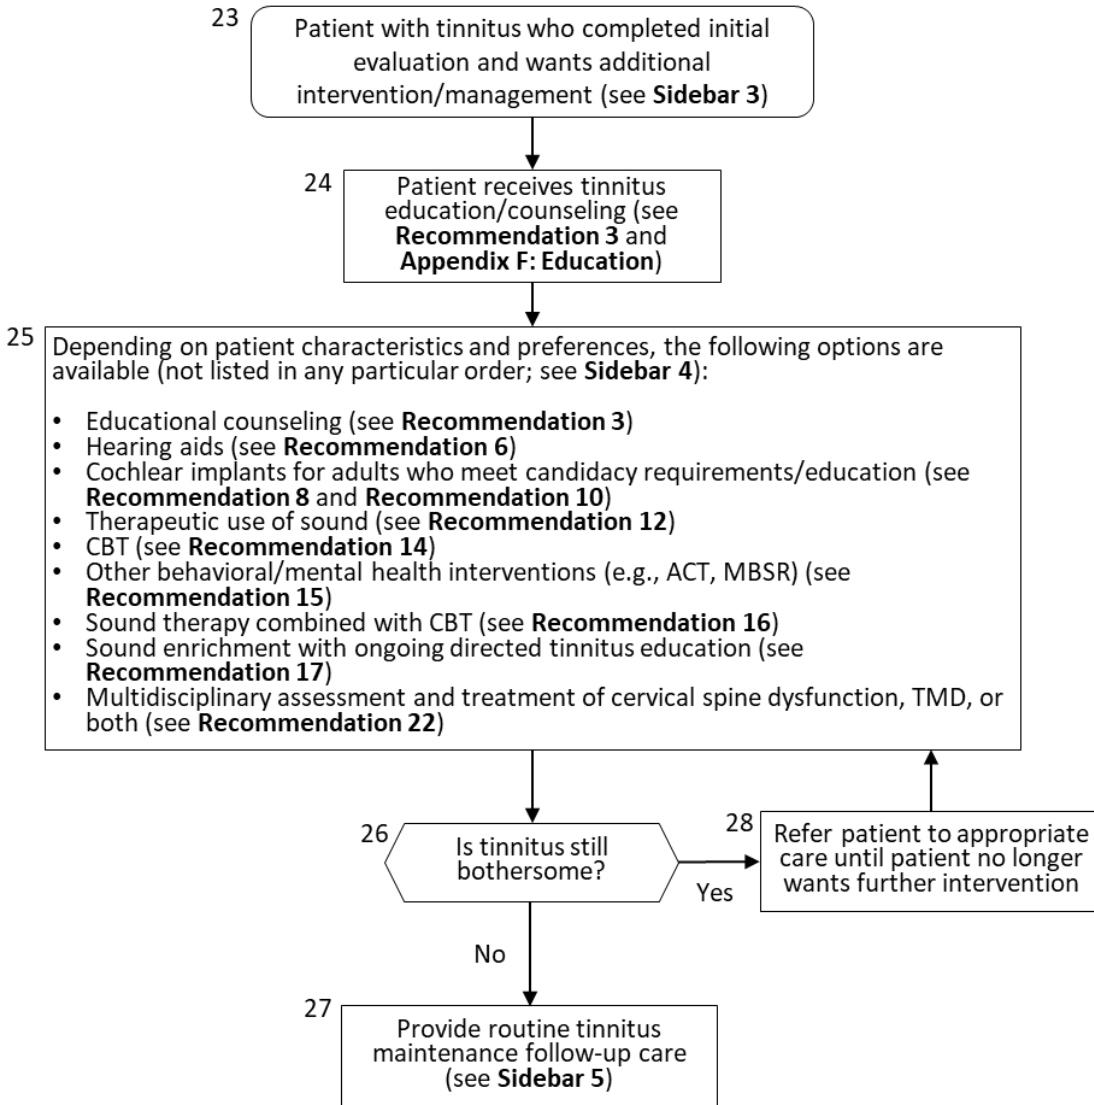 23
Patient with tinnitus who completed initial
evaluation and wants additional
intervention/management (see Sidebar 3)
24
Patient receives tinnitus
education/counseling (see
Recommendation 3 and
Appendix F: Education)
25
Depending on patient characteristics and preferences, the following options are
available (not listed in any particular order; see Sidebar 4):
• Educational counseling (see Recommendation 3)
• Hearing aids (see Recommendation 6)
• Cochlear implants for adults who meet candidacy requirements/education (see
Recommendation 8 and Recommendation 10)
• Therapeutic use of sound (see Recommendation 12)
• CBT (see Recommendation 14)
• Other behavioral/mental health interventions (e.g., ACT, MBSR) (see
Recommendation 15)
• Sound therapy combined with CBT (see Recommendation 16)
• Sound enrichment with ongoing directed tinnitus education (see
Recommendation 17)
• Multidisciplinary assessment and treatment of cervical spine dysfunction, TMD, or
both (see Recommendation 22)
26
Is tinnitus still
bothersome?
Yes
28
Refer patient to appropriate
care until patient no longer
wants further intervention
No
27
Provide routine tinnitus
maintenance follow-up care
(see Sidebar 5)